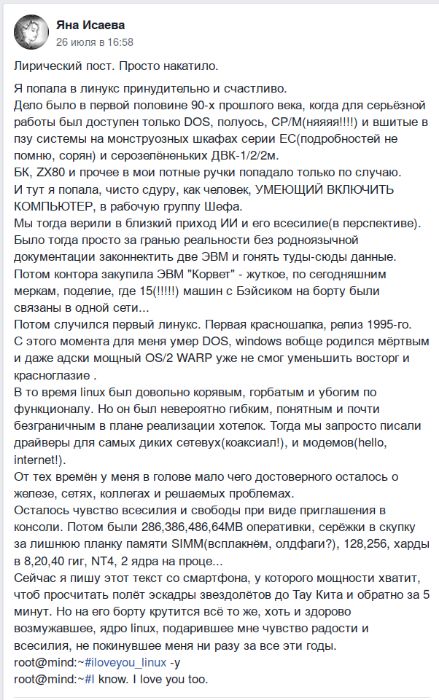 Яна Исаева
26 июля в 16:58
Лирический пост. Просто накатило.
Я попала в линукс принудительно и счастливо.
Дело было в первой половине 90-х прошлого века, когда для серьёзной
работы был доступен только DOS, полуось, CP/M(няяяя!!!!) и вшитые в
пзу системы на монструозных шкафах серии ЕС(подробностей не
помню, сорян) и серозелёненьких ДВК-1/2/2м.
БК, ZX80 и прочее в мои потные ручки попадало только по случаю.
И тут я попала, чисто сдуру, как человек, УМЕЮЩИЙ ВКЛЮЧИТЬ
КОМПЬЮТЕР, в рабочую группу Шефа.
Мы тогда верили в близкий приход ИИ и его всесилие(в перспективе).
Было тогда просто за гранью реальности без родноязычной
документации законнектить две ЭВМ и гонять туды-сюды данные.
Потом контора закупила ЭВМ "Корвет" - жуткое, по сегодняшним
меркам, поделие, где 15(!!!!!) машин с Бэйсиком на борту были
связаны в одной сети...
Потом случился первый линукс. Первая красношапка, релиз 1995-го.
С этого момента для меня умер DOS, windows вобще родился мёртвым
и даже адски мощный OS/2 WARP уже не смог уменьшить восторг и
красноглазие .
В то время linux был довольно корявым, горбатым и убогим по
функционалу. Но он был невероятно гибким, понятным и почти
безграничным в плане реализации хотелок. Тогда мы запросто писали
драйверы для самых диких сетевух(коаксиал!), и модемов(hello,
internet!).
От тех времён у меня в голове мало чего достоверного осталось о
железе, сетях, коллегах и решаемых проблемах.
Осталось чувство всесилия и свободы при виде приглашения в
консоли. Потом были 286,386,486,64MB оперативки, серёжки в скупку
за лишнюю планку памяти SIMM(всплакнём, олдфаги?), 128,256, харды
в 8,20,40 гиг, NT4, 2 ядра на проце...
Сейчас я пишу этот текст со смартфона, у которого мощности хватит,
чтоб просчитать полёт эскадры звездолётов до Тау Кита и обратно за 5
минут. Но на его борту крутится всё то же, хоть и здорово
возмужавшее, ядро linux, подарившее мне чувство радости и
всесилия, не покинувшее меня ни разу за все эти годы.
root@mind:~#iloveyou_linux -y
root@mind:~#I know. I love you too.